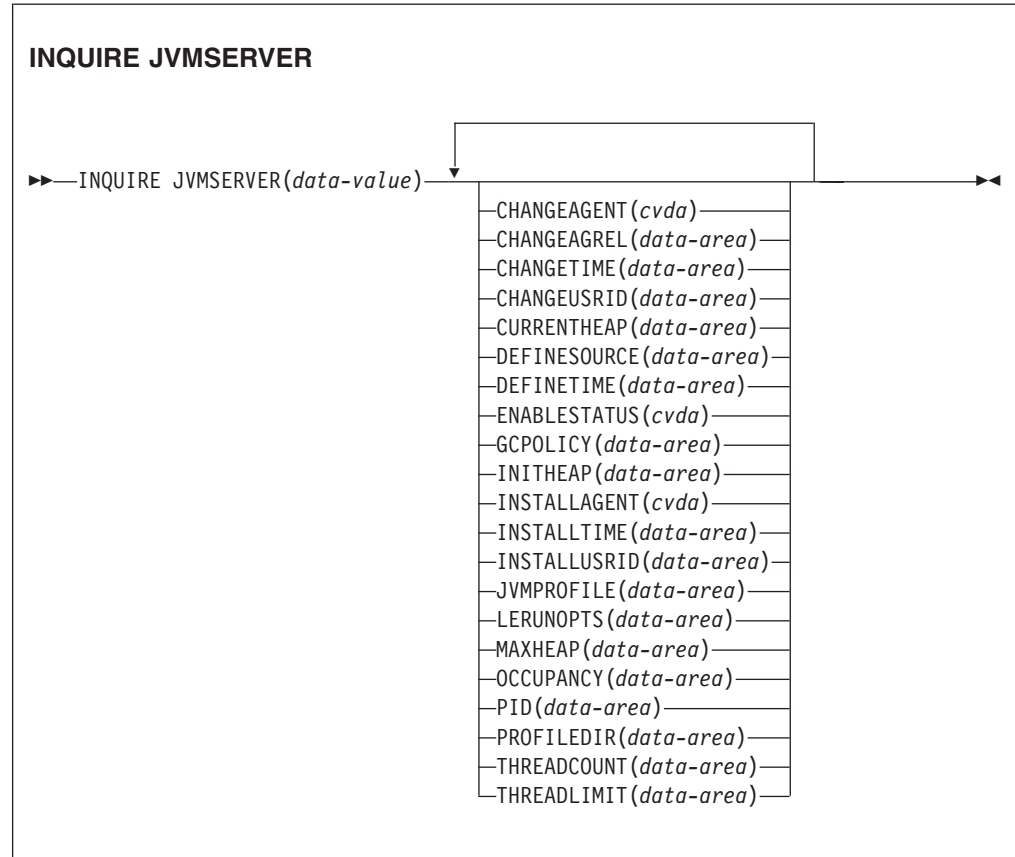 INQUIRE JVMSERVER
INQUIRE JVMSERVER(data-value)
CHANGEAGENT(cvda)
CHANGEAGREL(data-area)
CHANGETIME(data-area)
CHANGEUSRID(data-area)
CURRENTHEAP(data-area)
DEFINESOURCE(data-area)
DEFINETIME(data-area)
ENABLESTATUS(cvda)
GCPOLICY(data-area)
INITHEAP(data-area)
INSTALLAGENT(cvda)
INSTALLTIME(data-area)
INSTALLUSRID(data-area)
JVMPROFILE(data-area)
LERUNOPTS(data-area)
MAXHEAP(data-area)
OCCUPANCY(data-area)
PID(data-area)
PROFILEDIR(data-area)
THREADCOUNT(data-area)
THREADLIMIT(data-area)